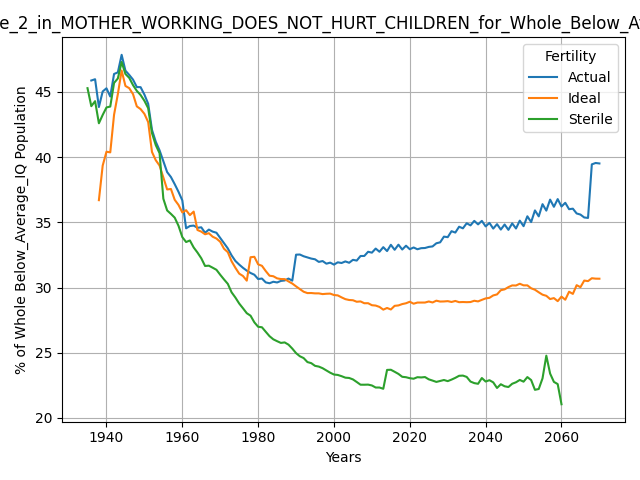 e_2_in_MOTHER_WORKING_DOES_NOT_HURT_CHILDREN_for_Whole_Below_A
Fertility
Actual
Ideal
Sterile
% of Whole Below_Average_IQ Population
45
40
35
30
25
20
1940
1960
1980
2000
2020
2040
2060
Years